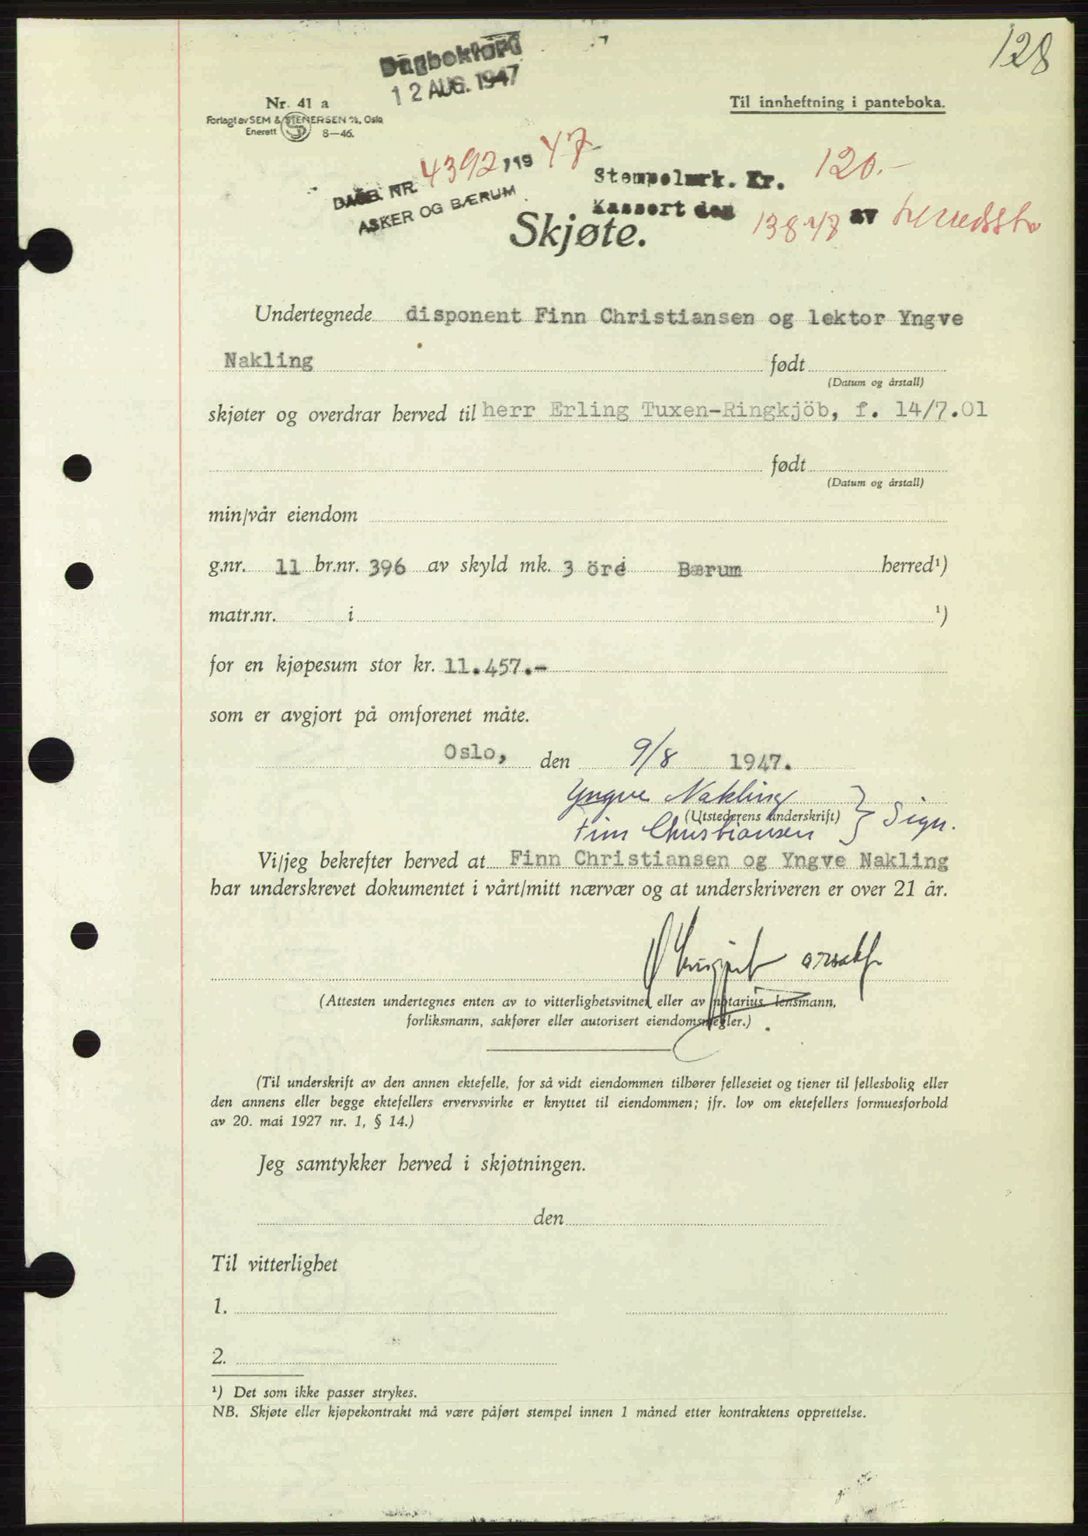 128
Dagbokført
12 AUG. 1947
Nr. 41 a
Forlagt av SEM & STENERSEN A/S, Oslo
Enerett 8—46.
Til innheftning i panteboka.
DAGB. NR. 4392/19 47
ASKER OG BÆRUM
Stempelmrk. Kr. 120.-
Kassert den 13847 av
Skjøte.
Undertegnede disponent Finn Christiansen og lektor Yngve
Nakling født
(Datum og årstall)
skjøter og overdrar herved til herr Erling Tuxen-Ringkjöb, f. 14/7.01
født
(Datum og årstall)
min/vår eiendom
g.nr. 11 br.nr. 396 av skyld mk. 3 öre i Bærum herred¹)
matr.nr. i ¹)
for en kjøpesum stor kr. 11.457.-
som er avgjort på omforenet måte.
Oslo, den 9/8 1947.
Yngve Nakling
(Utstederens underskrift)
Finn Christiansen } Sign.
Vi/jeg bekrefter herved at Finn Christiansen og Yngve Nakling
har underskrevet dokumentet i vårt/mitt nærvær og at underskriveren er over 21 år.
(Attesten undertegnes enten av to vitterlighetsvitner eller av notarius, lensmann,
forliksmann, sakfører eller autorisert eiendomsmegler.)
(Til underskrift av den annen ektefelle, for så vidt eiendommen tilhører felleseiet og tjener til fellesbolig eller
den annens eller begge ektefellers ervervsvirke er knyttet til eiendommen; jfr. lov om ektefellers formuesforhold
av 20. mai 1927 nr. 1, § 14.)
Jeg samtykker herved i skjøtningen.
den
Til vitterlighet
1.
2.
¹) Det som ikke passer strykes.
NB. Skjøte eller kjøpekontrakt må være påført stempel innen 1 måned etter kontraktens opprettelse.